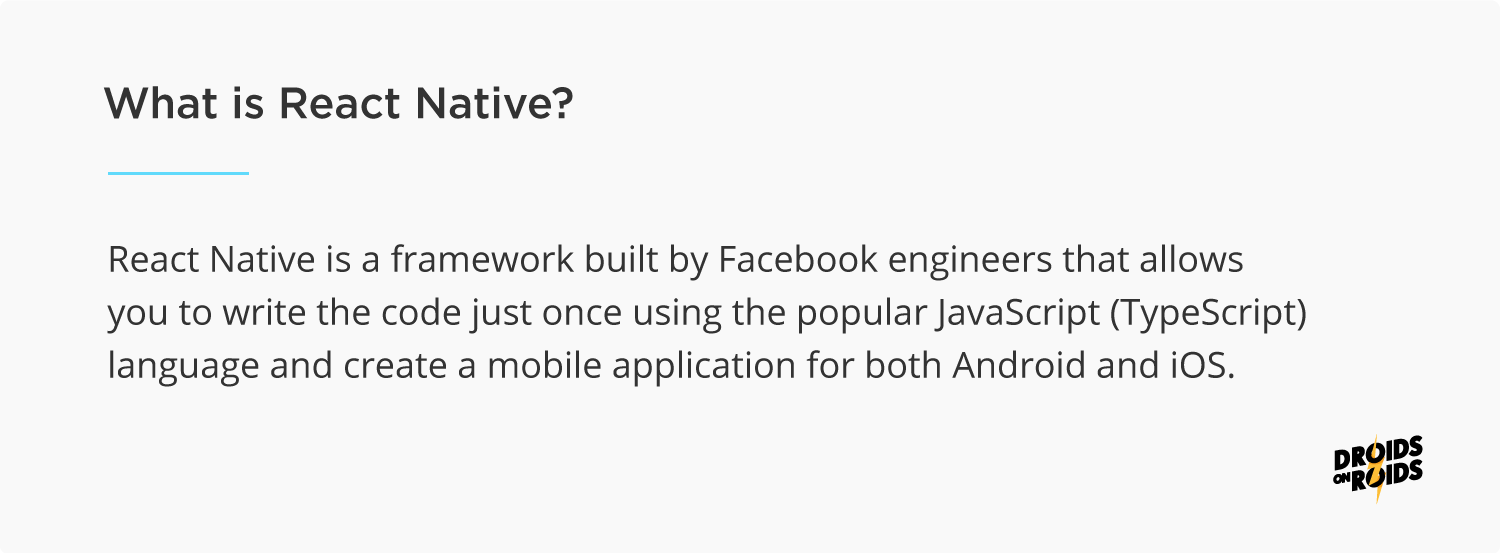 What is React Native?
React Native is a framework built by Facebook engineers that allows
you to write the code just once using the popular JavaScript (TypeScript)
language and create a mobile application for both Android and iOS.
DROIDS
ON ROIDS